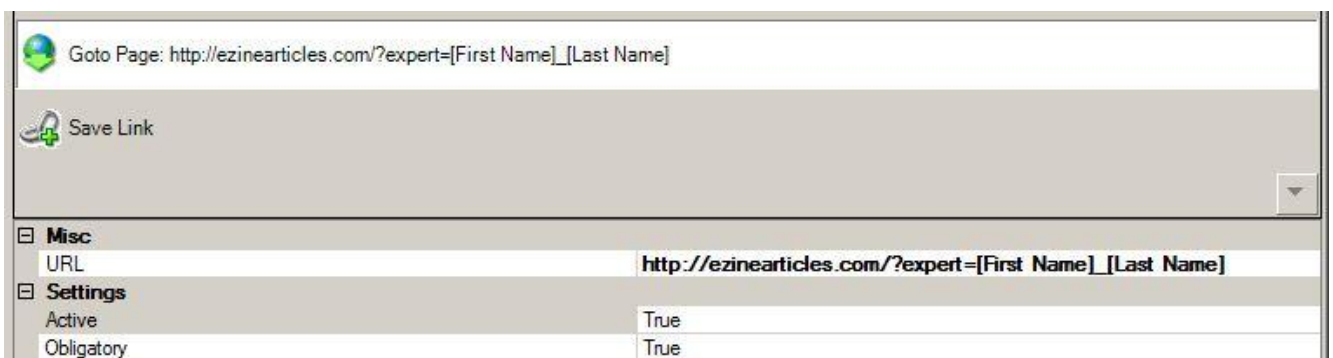 Goto Page: http://ezinearticles.com/?expert=[First Name]_[Last Name]
Save Link
Misc
URL http://ezinearticles.com/?expert=[First Name]_[Last Name]
Settings
Active True
Obligatory True